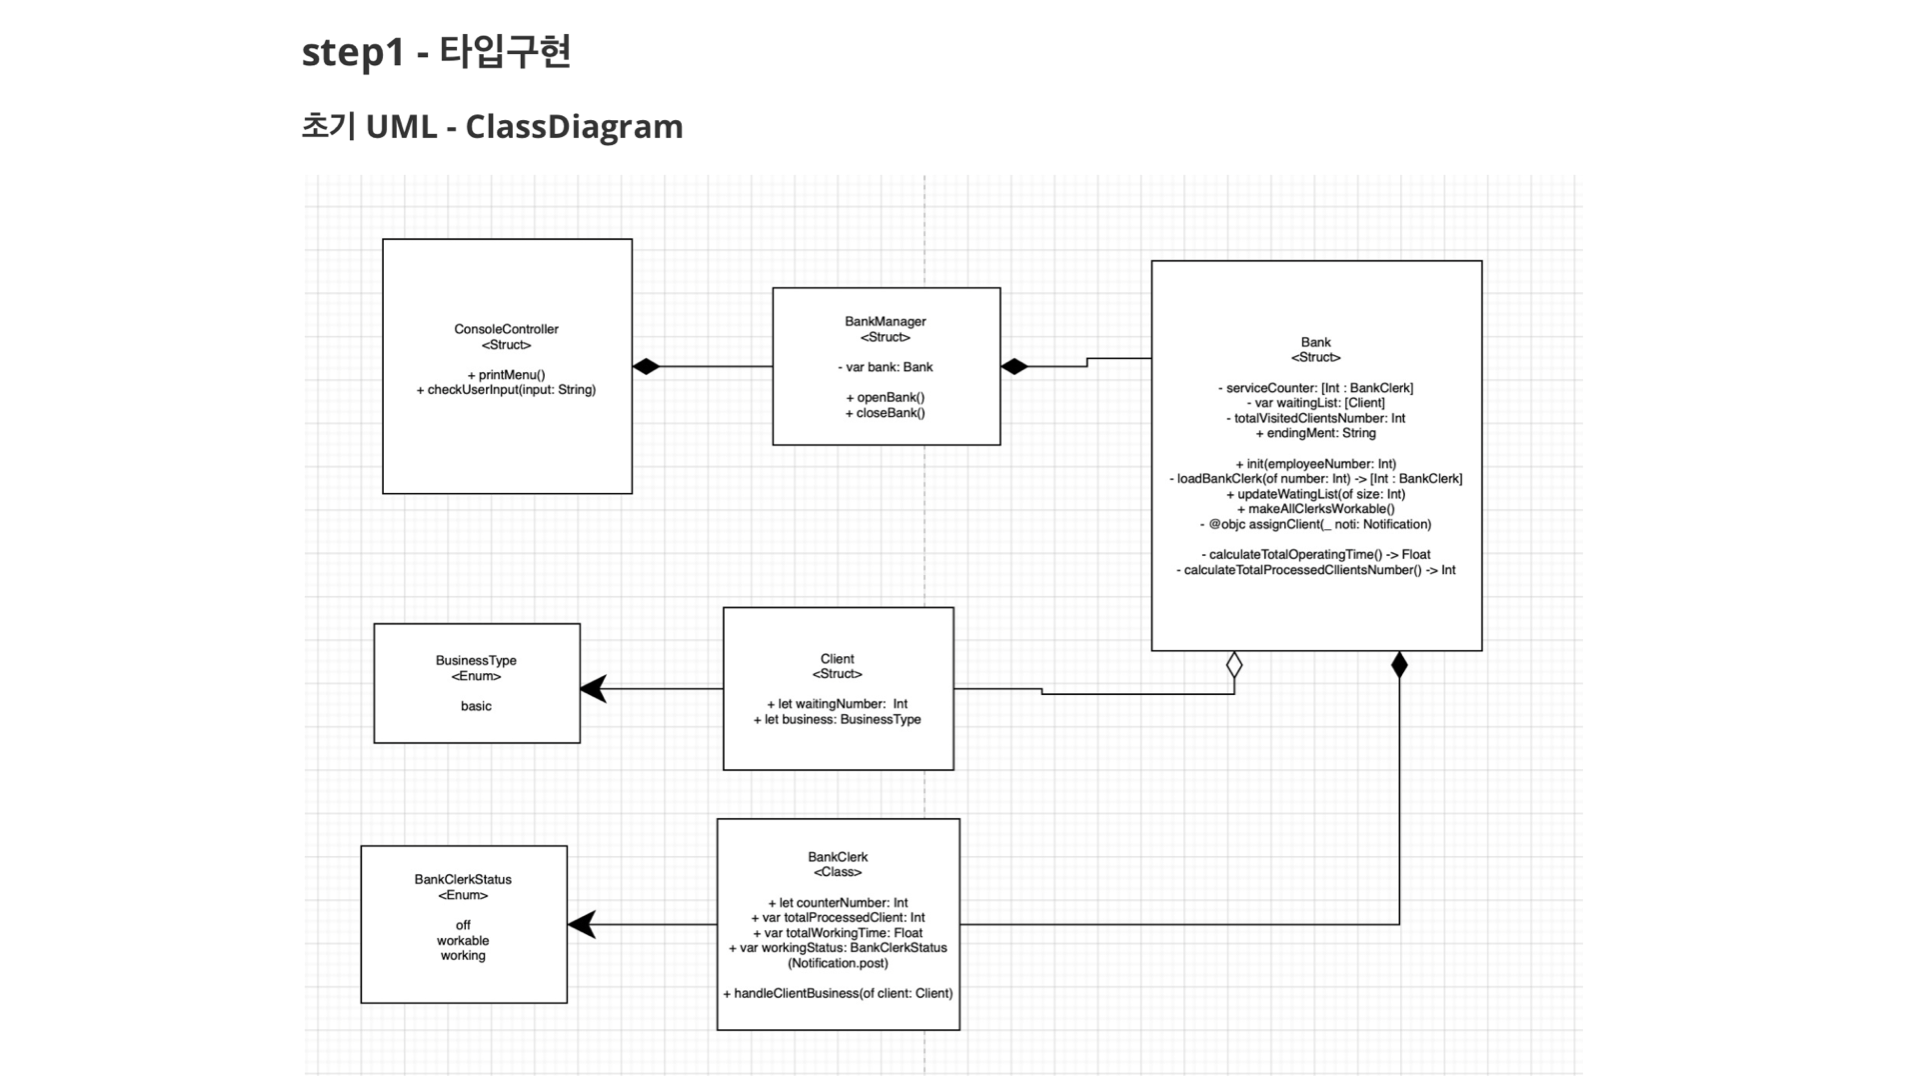 step1 - 타입구현
초기 UML - ClassDiagram
ConsoleController
<Struct>
+ printMenu()
+ checkUserInput(input: String)
BankManager
<Struct>
- var bank: Bank
+ openBank()
+ closeBank()
Bank
<Struct>
- serviceCounter: [Int : BankClerk]
- var waitingList: [Client]
- totalVisitedClientsNumber: Int
+ endingMent: String
+ init(employeeNumber: Int)
- loadBankClerk(of number: Int) -> [Int : BankClerk]
+ updateWatingList(of size: Int)
+ makeAllClerksWorkable()
- @objc assignClient(_ noti: Notification)
- calculateTotalOperatingTime() -> Float
- calculateTotalProcessedCllientsNumber() -> Int
BusinessType
<Enum>
basic
Client
<Struct>
+ let waitingNumber: Int
+ let business: BusinessType
BankClerkStatus
<Enum>
off
workable
working
BankClerk
<Class>
+ let counterNumber: Int
+ var totalProcessedClient: Int
+ var totalWorkingTime: Float
+ var workingStatus: BankClerkStatus
(Notification.post)
+ handleClientBusiness(of client: Client)